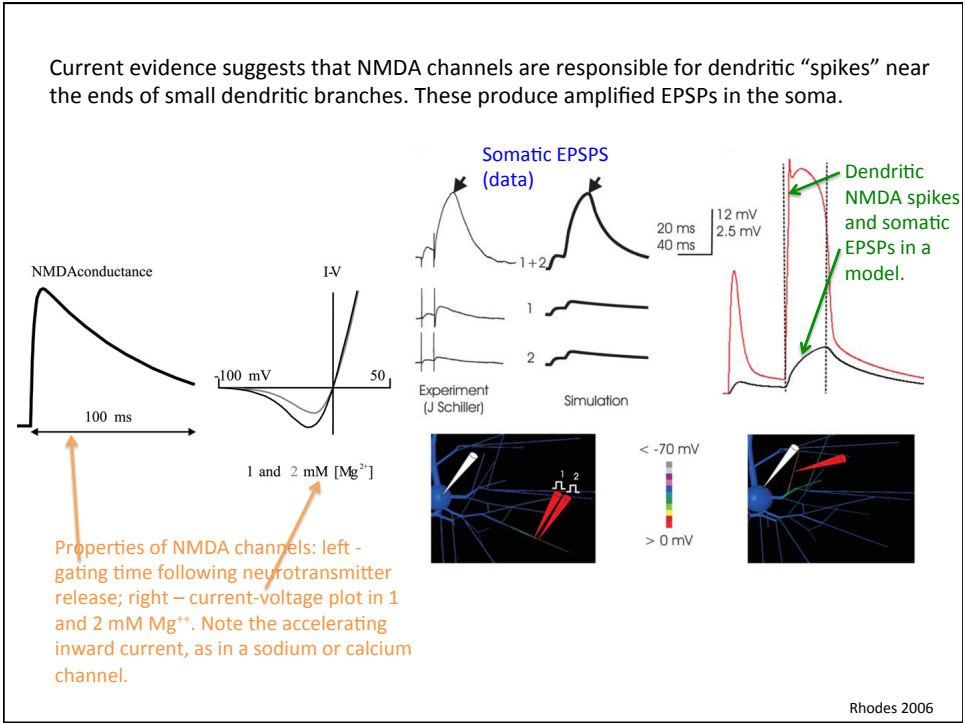 Current evidence suggests that NMDA channels are responsible for dendritic “spikes” near
the ends of small dendritic branches. These produce amplified EPSPs in the soma.
Somatic EPSPS
(data)
Dendritic
NMDA spikes
and somatic
EPSPs in a
model.
20 ms
40 ms
12 mV
2.5 mV
1+2
1
2
Experiment
(J Schiller)
Simulation
NMDAconductance
100 ms
I-V
-100 mV
50
1 and 2 mM [Mg2+]
1
2
< -70 mV
> 0 mV
Properties of NMDA channels: left -
gating time following neurotransmitter
release; right – current-voltage plot in 1
and 2 mM Mg++. Note the accelerating
inward current, as in a sodium or calcium
channel.
Rhodes 2006